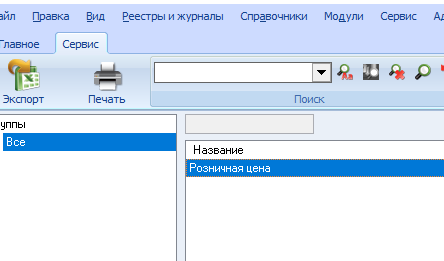 айл Правка Вид Реестры и журналы Справочники Модули Сервис Ад
лавное Сервис
Экспорт Печать Поиск
уппы
Все
Название
Розничная цена